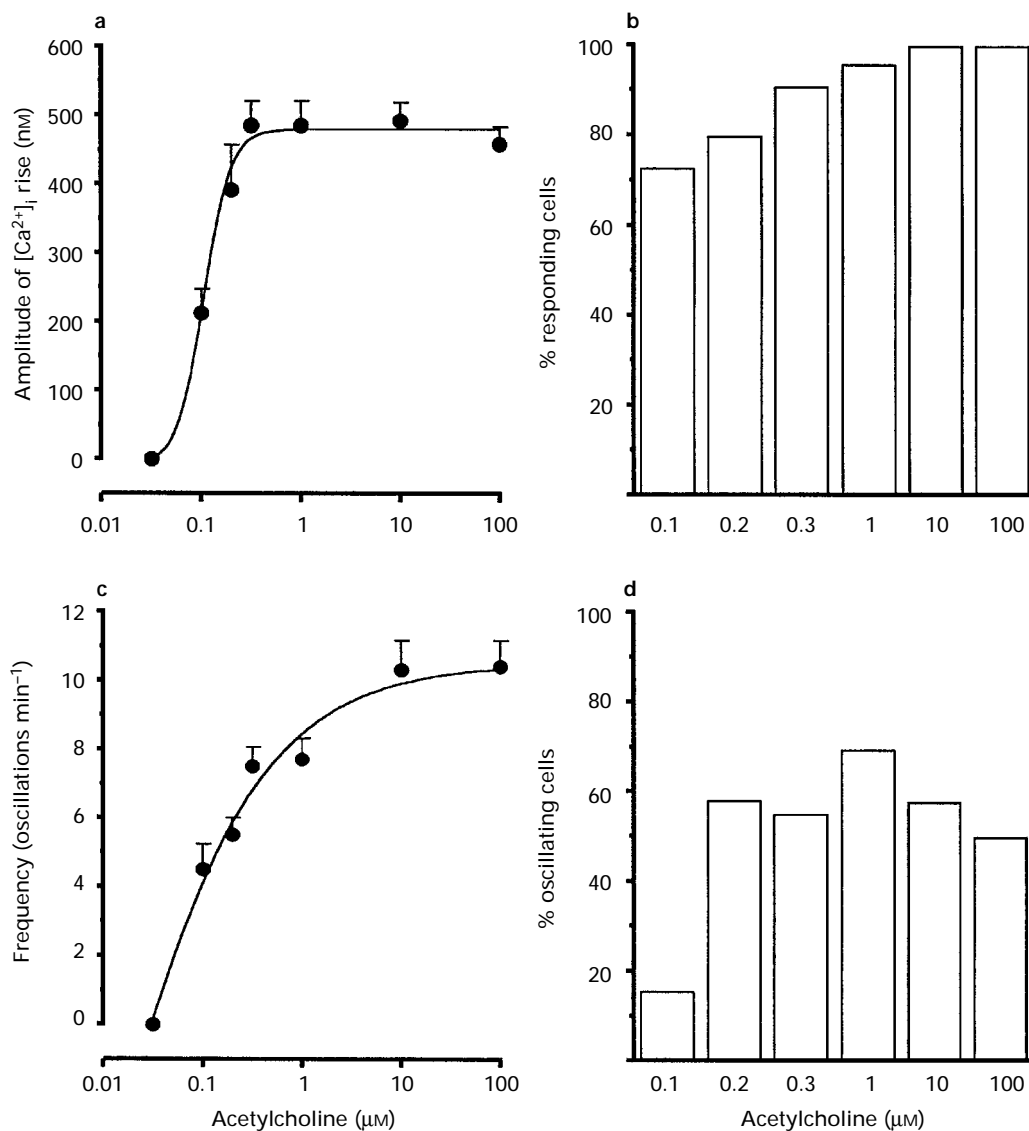 a
600
500
400
300
200
100
0
Amplitude of [Ca²⁺]ᵢ rise (nM)
0.01 0.1 1 10 100
b
100
80
60
40
20
% responding cells
0.1 0.2 0.3 1 10 100
c
12
10
8
6
4
2
0
Frequency (oscillations min⁻¹)
0.01 0.1 1 10 100
Acetylcholine (μM)
d
100
80
60
40
20
% oscillating cells
0.1 0.2 0.3 1 10 100
Acetylcholine (μM)